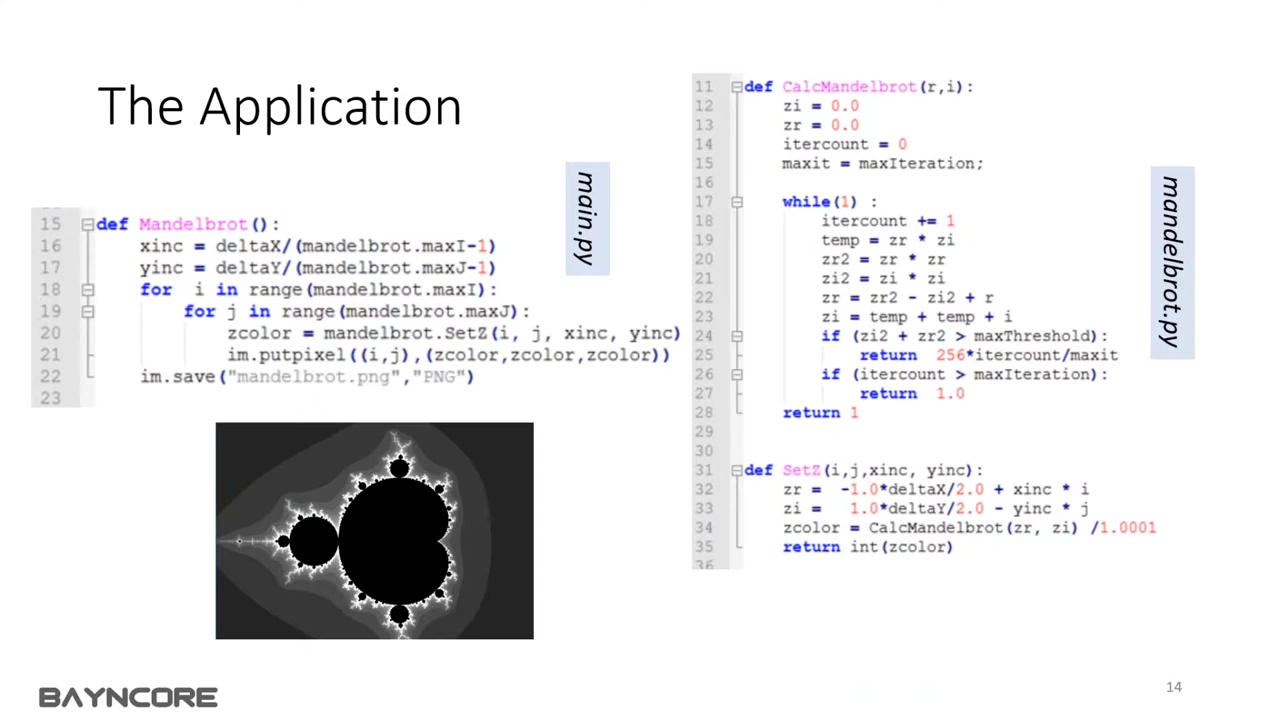 The Application
main.py
15 def Mandelbrot():
16 xinc = deltaX/(mandelbrot.maxI-1)
17 yinc = deltaY/(mandelbrot.maxJ-1)
18 for i in range(mandelbrot.maxI):
19 for j in range(mandelbrot.maxJ):
20 zcolor = mandelbrot.SetZ(i, j, xinc, yinc)
21 im.putpixel((i,j),(zcolor,zcolor,zcolor))
22 im.save("mandelbrot.png","PNG")
23
mandelbrot.py
11 def CalcMandelbrot(r,i):
12 zi = 0.0
13 zr = 0.0
14 itercount = 0
15 maxit = maxIteration;
16
17 while(1) :
18 itercount += 1
19 temp = zr * zi
20 zr2 = zr * zr
21 zi2 = zi * zi
22 zr = zr2 - zi2 + r
23 zi = temp + temp + i
24 if (zi2 + zr2 > maxThreshold):
25 return 256*itercount/maxit
26 if (itercount > maxIteration):
27 return 1.0
28 return 1
29
30
31 def SetZ(i,j,xinc, yinc):
32 zr = -1.0*deltaX/2.0 + xinc * i
33 zi = 1.0*deltaY/2.0 - yinc * j
34 zcolor = CalcMandelbrot(zr, zi) /1.0001
35 return int(zcolor)
36
BAYNCORE
14